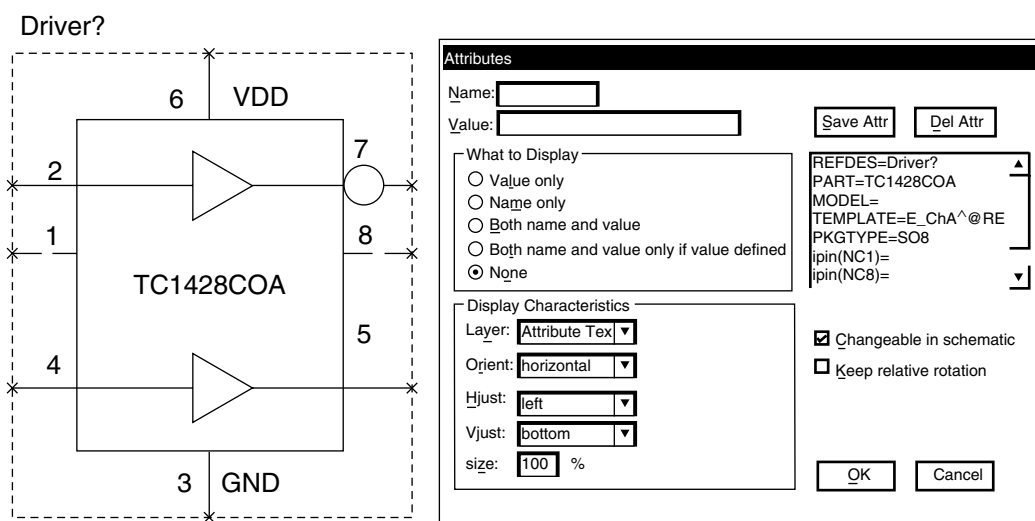 Driver?
6 VDD
7
2
1
8
TC1428COA
5
4
3 GND
Attributes
Name:
Value:
Save Attr
Del Attr
What to Display
Value only
Name only
Both name and value
Both name and value only if value defined
None
REFDES=Driver?
PART=TC1428COA
MODEL=
TEMPLATE=E_ChA^@RE
PKGTYPE=SO8
ipin(NC1)=
ipin(NC8)=
Display Characteristics
Layer: Attribute Tex
Orient: horizontal
Hjust: left
Vjust: bottom
size: 100 %
Changeable in schematic
Keep relative rotation
OK
Cancel